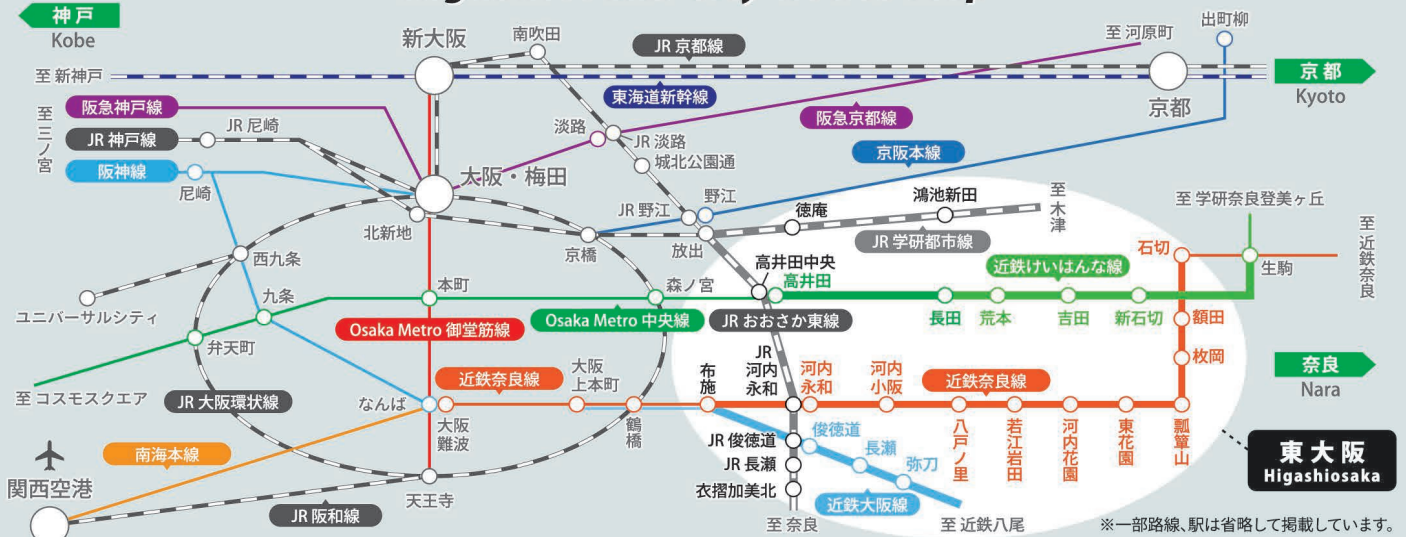 神戸
Kobe
新大阪
南吹田
JR 京都線
至 河原町
出町柳
至 新神戸
東海道新幹線
京都
京都
Kyoto
至 三ノ宮
阪急神戸線
JR 神戸線
JR 尼崎
阪神線
尼崎
淡路
JR 淡路
阪急京都線
城北公園通
京阪本線
大阪・梅田
JR 野江
野江
徳庵
鴻池新田
至 木津
至 学研奈良登美ヶ丘
至 近鉄奈良
北新地
京橋
放出
JR 学研都市線
石切
生駒
西九条
高井田中央
高井田
近鉄けいはんな線
ユニバーサルシティ
九条
本町
森ノ宮
Osaka Metro 御堂筋線
Osaka Metro 中央線
JR おおさか東線
長田
荒本
吉田
新石切
額田
弁天町
枚岡
奈良
Nara
至 コスモスクエア
JR 大阪環状線
なんば
近鉄奈良線
大阪上本町
布施
JR 河内永和
河内永和
河内小阪
近鉄奈良線
大阪難波
鶴橋
八戸ノ里
若江岩田
河内花園
東花園
瓢簞山
南海本線
JR 俊徳道
俊徳道
JR 長瀬
長瀬
弥刀
衣摺加美北
近鉄大阪線
東大阪
Higashiosaka
関西空港
天王寺
JR 阪和線
至 奈良
至 近鉄八尾
※一部路線、駅は省略して掲載しています。